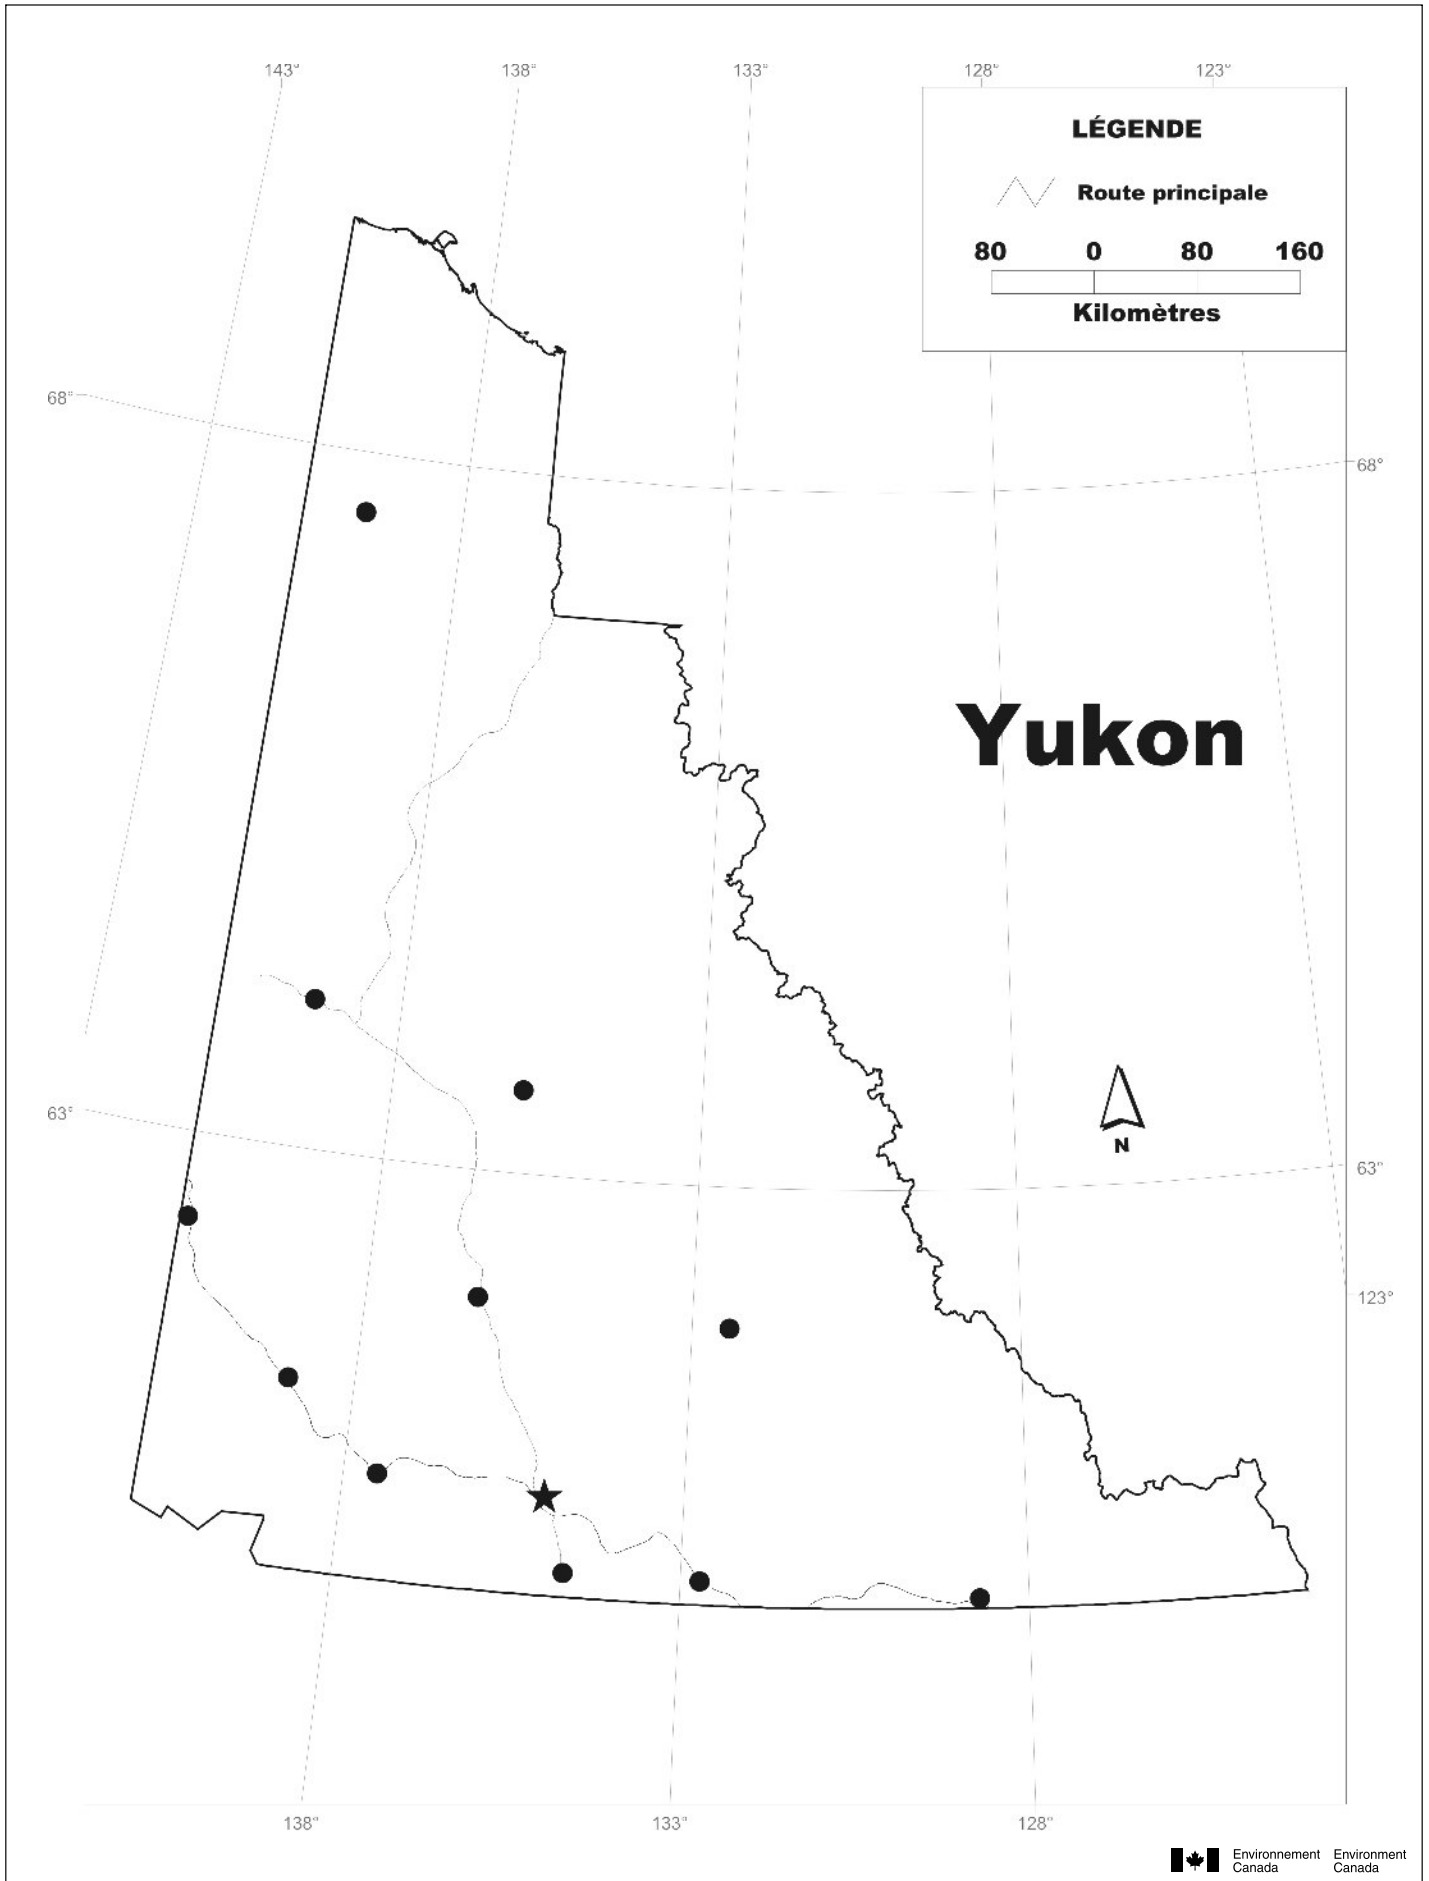 143° 138° 133° 128° 123°
LÉGENDE
Route principale
80 0 80 160
Kilomètres
68°
68°
Yukon
N
63°
63°
123°
138° 133° 128°
Environnement Environment
Canada Canada